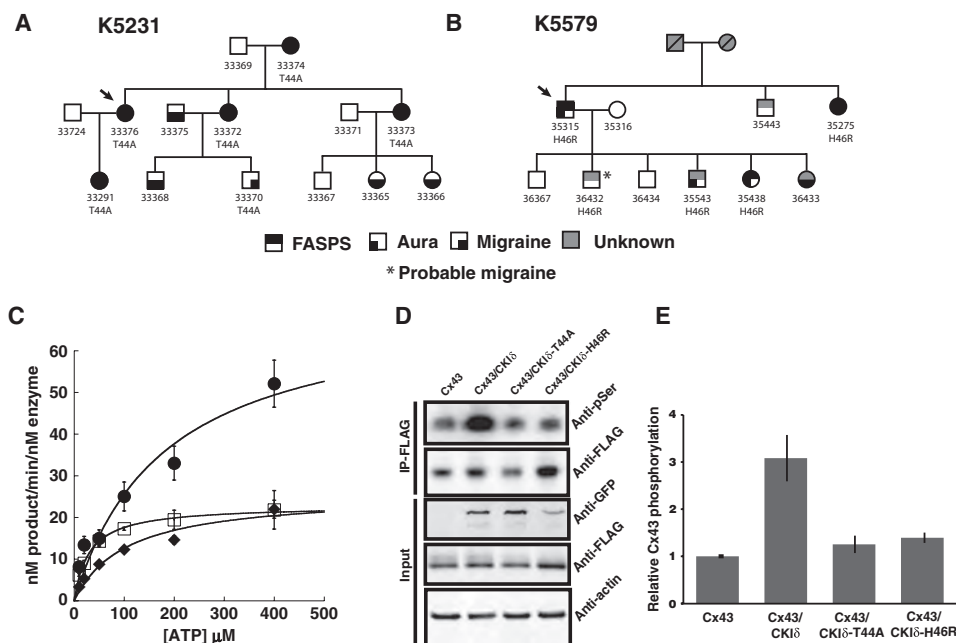 A
K5231
33369
33374
T44A
33724
33376
T44A
33375
33372
T44A
33371
33373
T44A
33291
T44A
33368
33370
T44A
33367
33365
33366
B
K5579
35315
H46R
35316
35443
35275
H46R
36367
36432
H46R
*
36434
35543
H46R
35438
H46R
36433
FASPS
Aura
Migraine
Unknown
* Probable migraine
C
nM product/min/nM enzyme
60
50
40
30
20
10
0
0
100
200
300
400
500
[ATP] µM
D
Cx43
Cx43/CKIδ
Cx43/CKIδ-T44A
Cx43/CKIδ-H46R
IP-FLAG
Input
Anti-pSer
Anti-FLAG
Anti-GFP
Anti-FLAG
Anti-actin
E
Relative Cx43 phosphorylation
4
3
2
1
0
Cx43
Cx43/
CKIδ
Cx43/
CKIδ-T44A
Cx43/
CKIδ-H46R